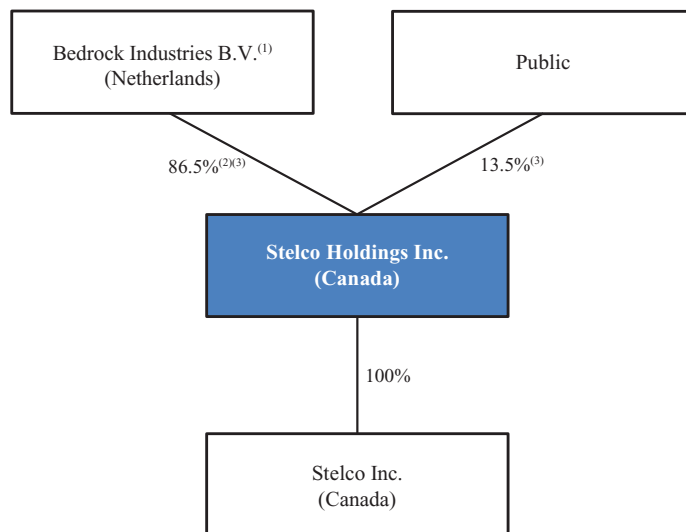 Bedrock Industries B.V.(1)
(Netherlands)
Public
86.5%(2)(3)
13.5%(3)
Stelco Holdings Inc.
(Canada)
100%
Stelco Inc.
(Canada)